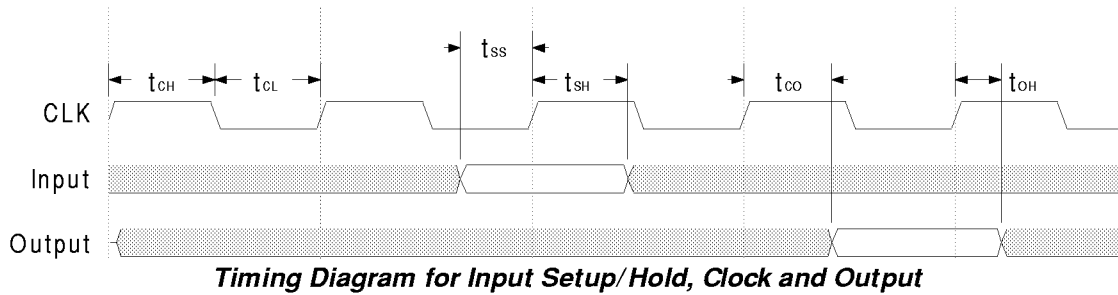 tss
tCH
tCL
tSH
tCO
tOH
CLK
Input
Output
Timing Diagram for Input Setup/Hold, Clock and Output